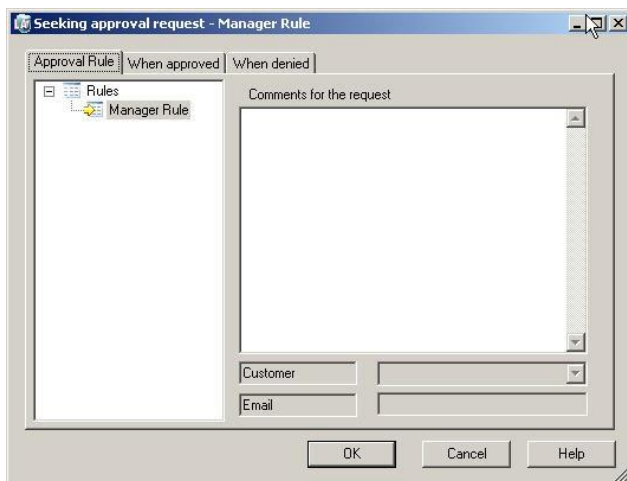 Seeking approval request - Manager Rule
Approval Rule When approved When denied
Rules
Manager Rule
Comments for the request
Customer
Email
OK Cancel Help